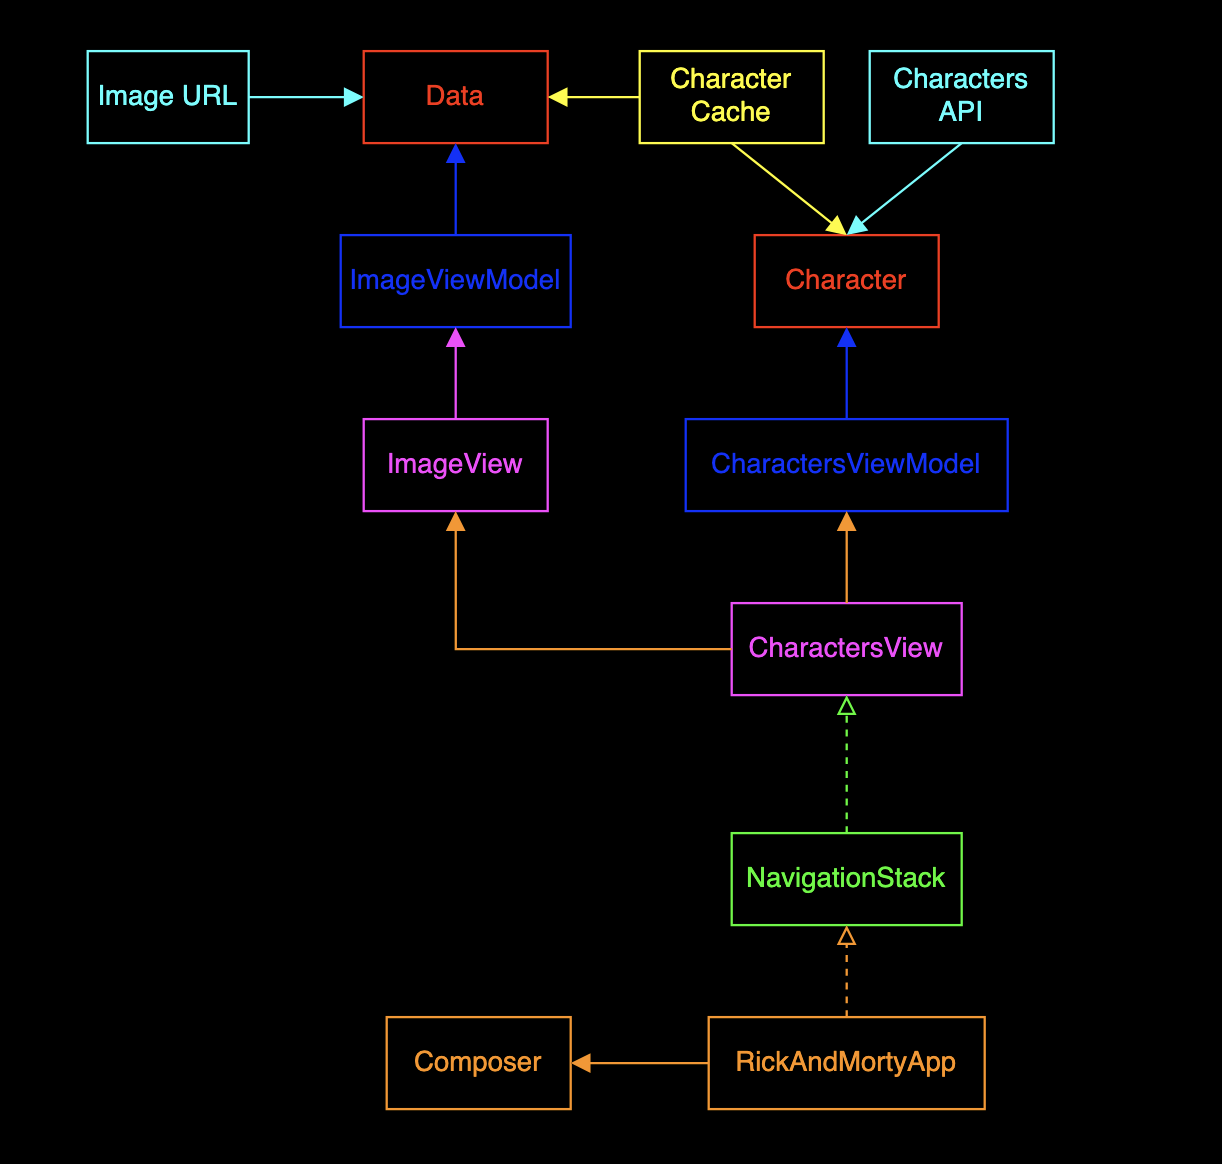 Image URL
Data
Character
Cache
Characters
API
ImageViewModel
Character
ImageView
CharactersViewModel
CharactersView
NavigationStack
Composer
RickAndMortyApp